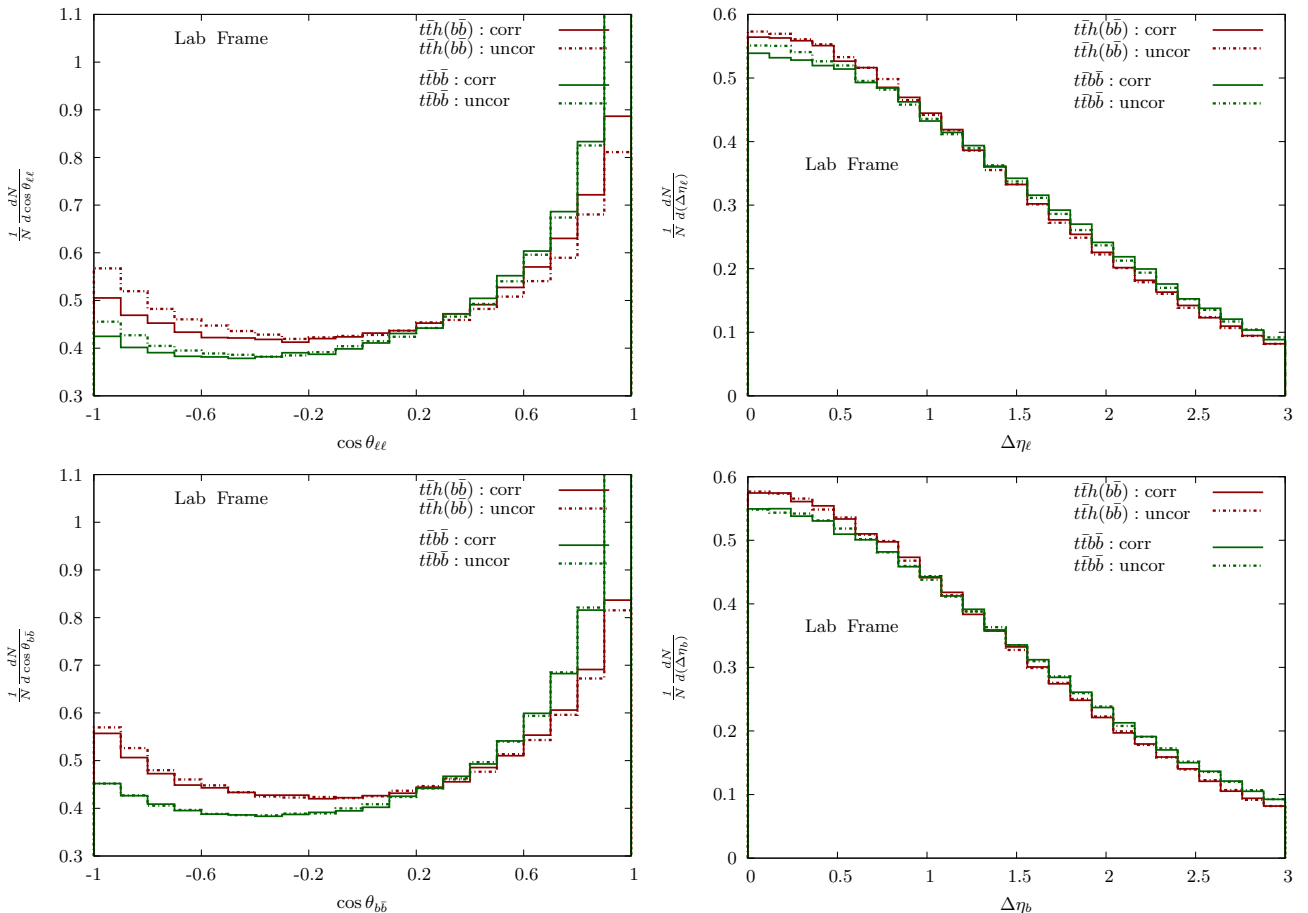 1.1
1
0.9
0.8
0.7
0.6
0.5
0.4
0.3
-1 -0.6 -0.2 0.2 0.6 1
1/N dN/d cos θℓℓ
cos θℓℓ
Lab Frame
tt̄h(bb̄) : corr
tt̄h(bb̄) : uncor
tt̄bb̄ : corr
tt̄bb̄ : uncor
0.6
0.5
0.4
0.3
0.2
0.1
0
0 0.5 1 1.5 2 2.5 3
1/N dN/d(Δηℓ)
Δηℓ
Lab Frame
tt̄h(bb̄) : corr
tt̄h(bb̄) : uncor
tt̄bb̄ : corr
tt̄bb̄ : uncor
1.1
1
0.9
0.8
0.7
0.6
0.5
0.4
0.3
-1 -0.6 -0.2 0.2 0.6 1
1/N dN/d cos θbb̄
cos θbb̄
Lab Frame
tt̄h(bb̄) : corr
tt̄h(bb̄) : uncor
tt̄bb̄ : corr
tt̄bb̄ : uncor
0.6
0.5
0.4
0.3
0.2
0.1
0
0 0.5 1 1.5 2 2.5 3
1/N dN/d(Δηb)
Δηb
Lab Frame
tt̄h(bb̄) : corr
tt̄h(bb̄) : uncor
tt̄bb̄ : corr
tt̄bb̄ : uncor